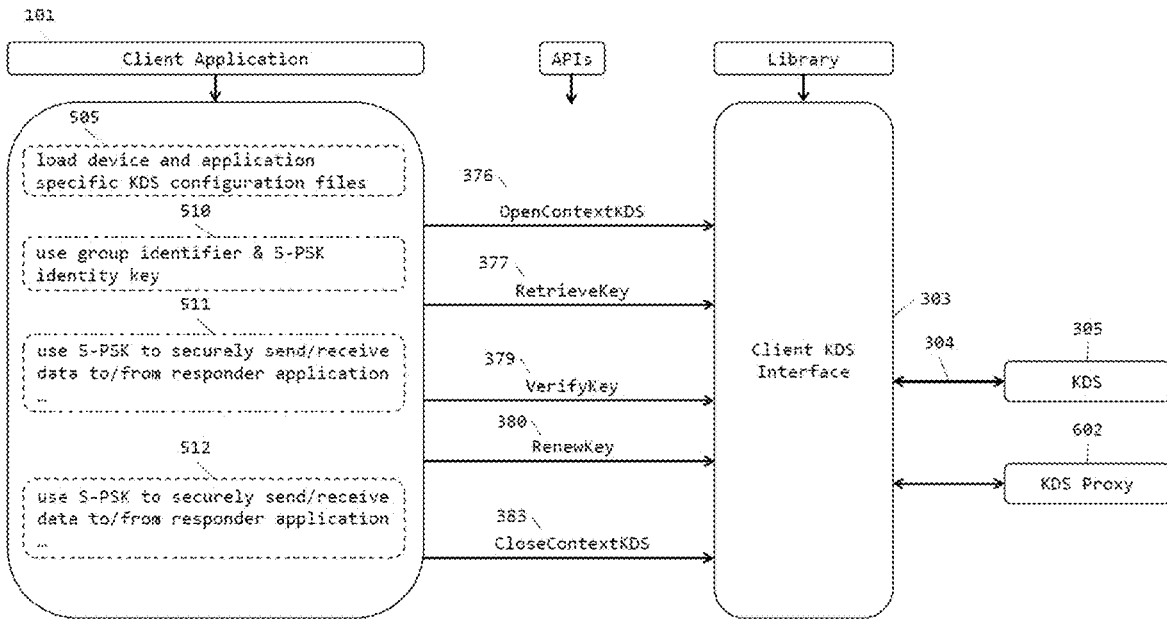 101
Client Application
APIs
Library
505
load device and application
specific KDS configuration files
510
use group identifier & S-PSK
identity key
511
use S-PSK to securely send/receive
data to/from responder application
…
512
use S-PSK to securely send/receive
data to/from responder application
…
376
OpenContextKDS
377
RetrieveKey
379
VerifyKey
380
RenewKey
383
CloseContextKDS
Client KDS
Interface
303
304
305
KDS
602
KDS Proxy